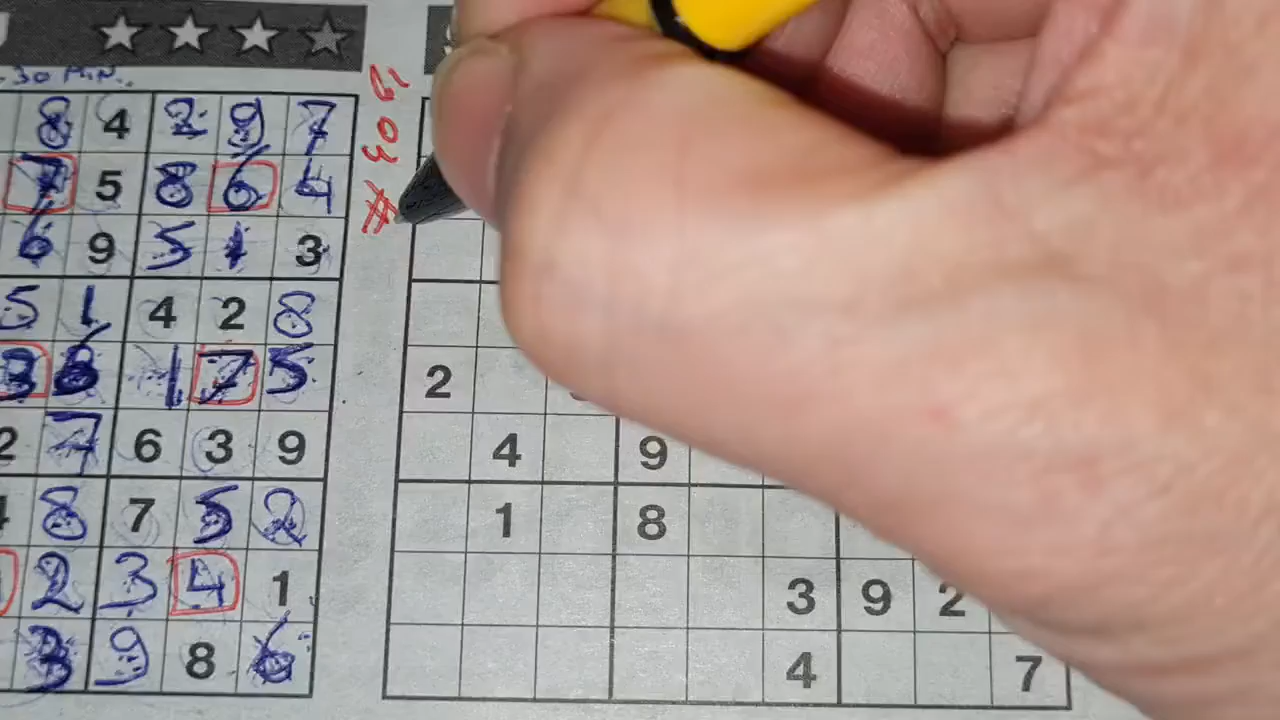 30 MIN..
8 4 2 9 7
7 5 8 6 4
6 9 5 1 3
5 1 4 2 8
3 8 1 7 5
2 7 6 3 9
8 7 5 2
2 3 4 1
3 9 8 6
2
4 9
1 8
3 9 2
4 7